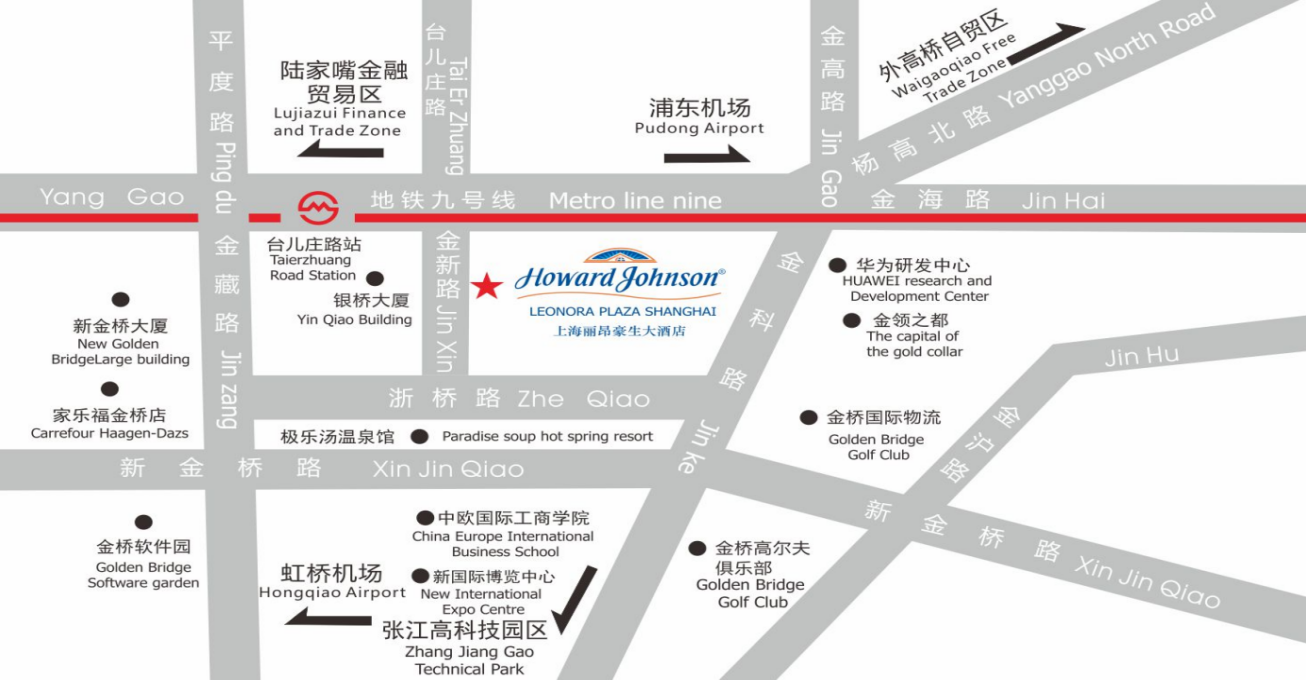 平度路 Ping du
陆家嘴金融
贸易区
Lujiazui Finance
and Trade Zone
台儿庄路 Tai Er Zhuang
浦东机场
Pudong Airport
金高路 Jin Gao
外高桥自贸区
Waigaoqiao Free
Trade Zone
杨高北路 Yanggao North Road
Yang Gao
地铁九号线 Metro line nine
金海路 Jin Hai
金藏路 Jin zang
台儿庄路站
Taierzhuang
Road Station
银桥大厦
Yin Qiao Building
金新路 Jin Xin
Howard Johnson®
LEONORA PLAZA SHANGHAI
上海丽昂豪生大酒店
金科路 Jin ke
华为研发中心
HUAWEI research and
Development Center
金领之都
The capital of
the gold collar
新金桥大厦
New Golden
BridgeLarge building
家乐福金桥店
Carrefour Haagen-Dazs
浙桥路 Zhe Qiao
Jin Hu
金沪路
金桥国际物流
Golden Bridge
Golf Club
极乐汤温泉馆 Paradise soup hot spring resort
新金桥路 Xin Jin Qiao
新金桥路 Xin Jin Qiao
金桥软件园
Golden Bridge
Software garden
中欧国际工商学院
China Europe International
Business School
虹桥机场
Hongqiao Airport
新国际博览中心
New International
Expo Centre
张江高科技园区
Zhang Jiang Gao
Technical Park
金桥高尔夫
俱乐部
Golden Bridge
Golf Club